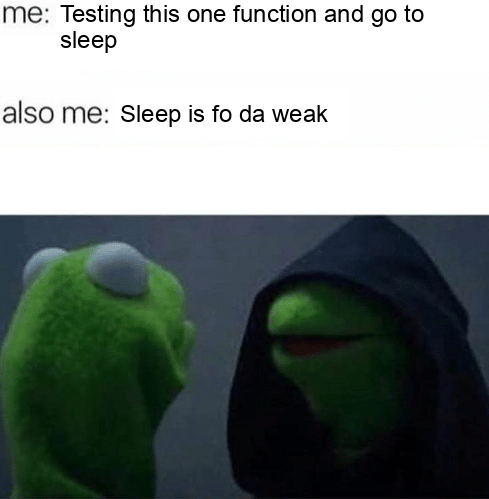 me: Testing this one function and go to
sleep
also me: Sleep is fo da weak